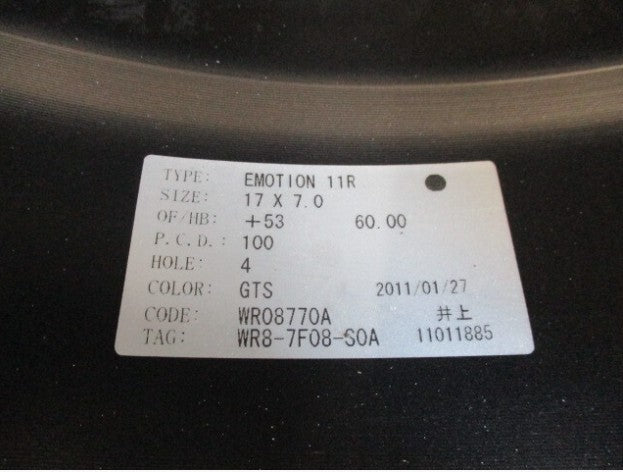 TYPE: EMOTION 11R
SIZE: 17 X 7.0
OF/HB: +53 60.00
P.C.D.: 100
HOLE: 4
COLOR: GTS 2011/01/27
CODE: WR08770A 井上
TAG: WR8-7F08-S0A 11011885